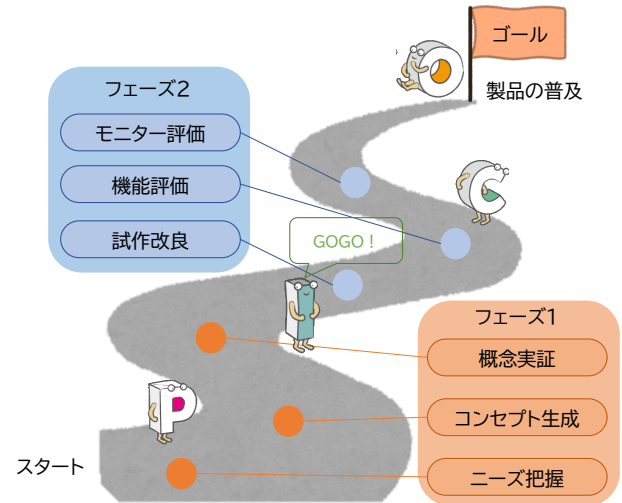 ゴール
製品の普及
フェーズ2
モニター評価
機能評価
試作改良
GOGO！
フェーズ1
概念実証
コンセプト生成
ニーズ把握
スタート
P